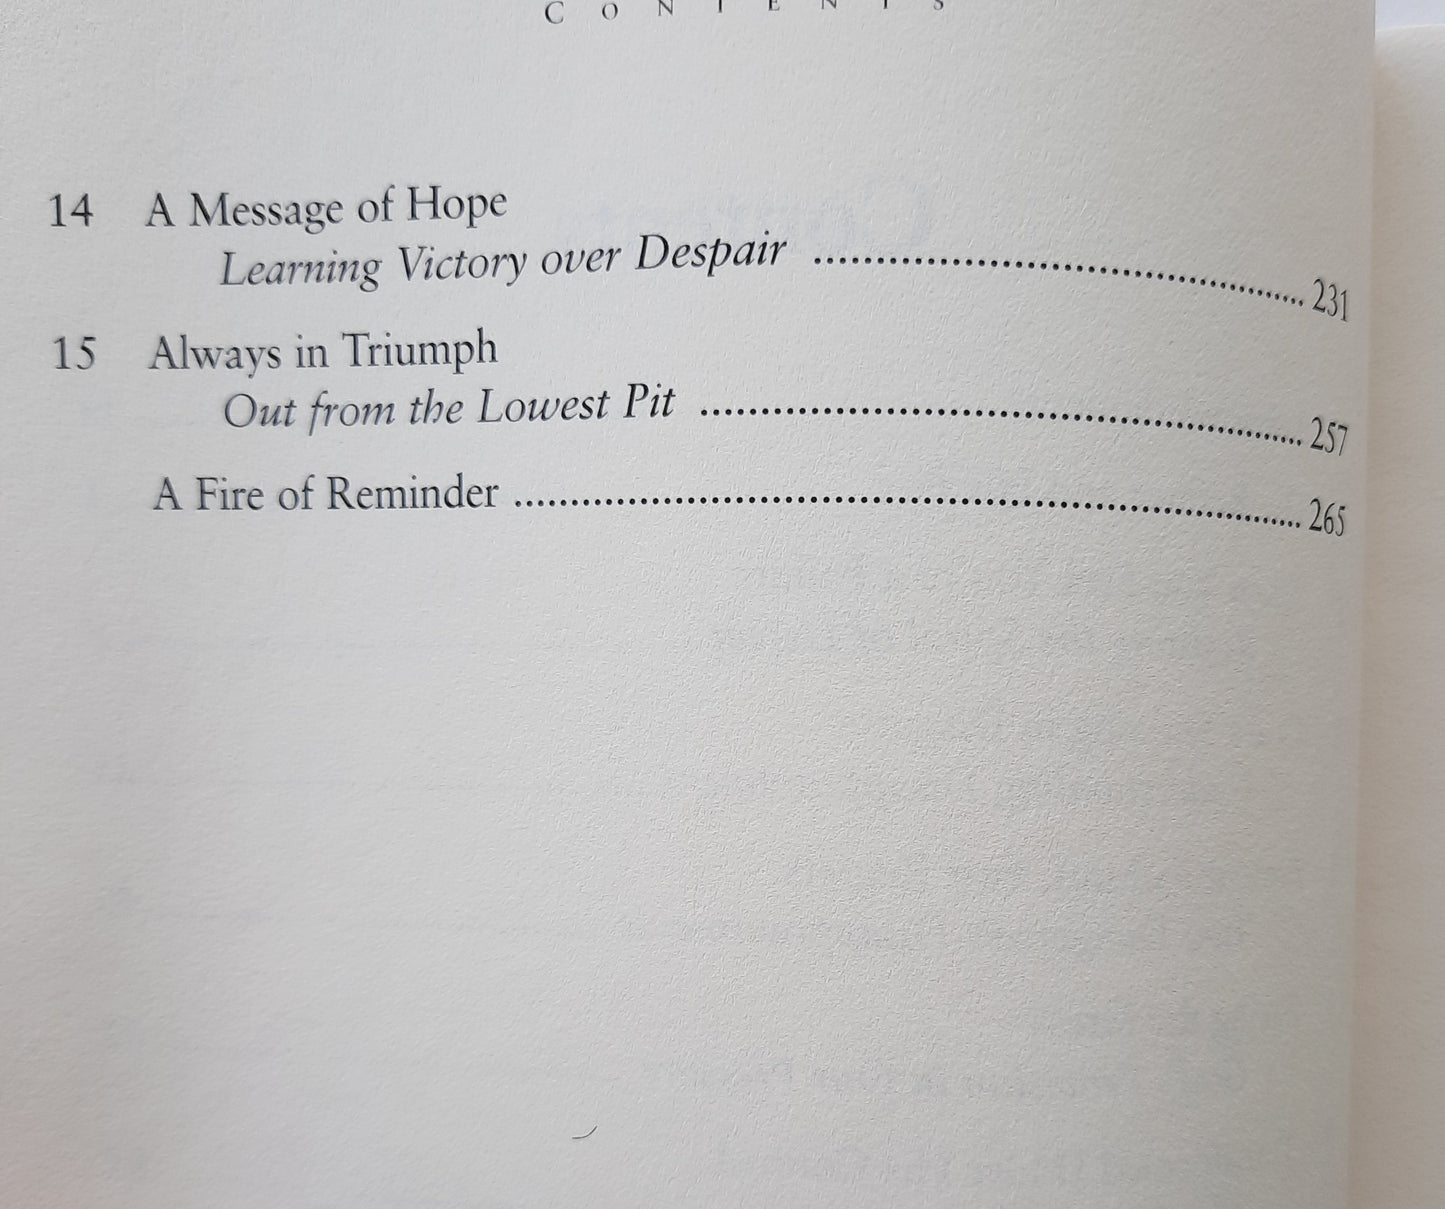 CONTENTS
14 A Message of Hope
Learning Victory over Despair ........................................ 231
15 Always in Triumph
Out from the Lowest Pit .................................................. 257
A Fire of Reminder .................................................................. 265